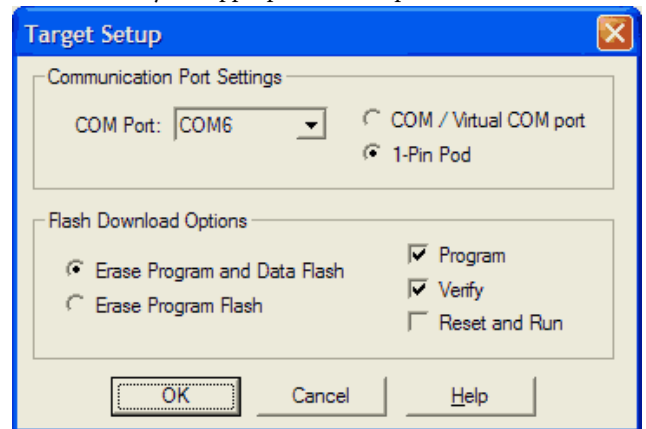 Target Setup
Communication Port Settings
COM Port: COM6
COM / Virtual COM port
1-Pin Pod
Flash Download Options
Erase Program and Data Flash
Erase Program Flash
Program
Verify
Reset and Run
OK Cancel Help